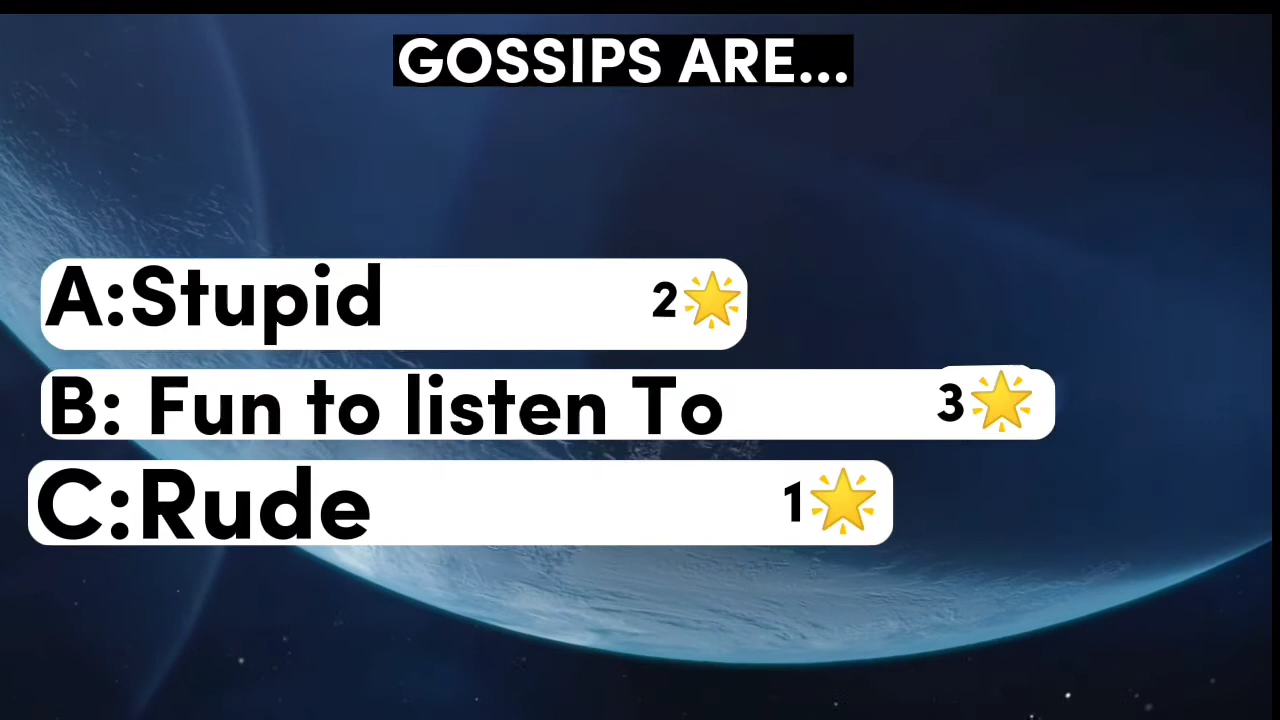 GOSSIPS ARE...
A:Stupid 2🌟
B: Fun to listen To 3🌟
C:Rude 1🌟